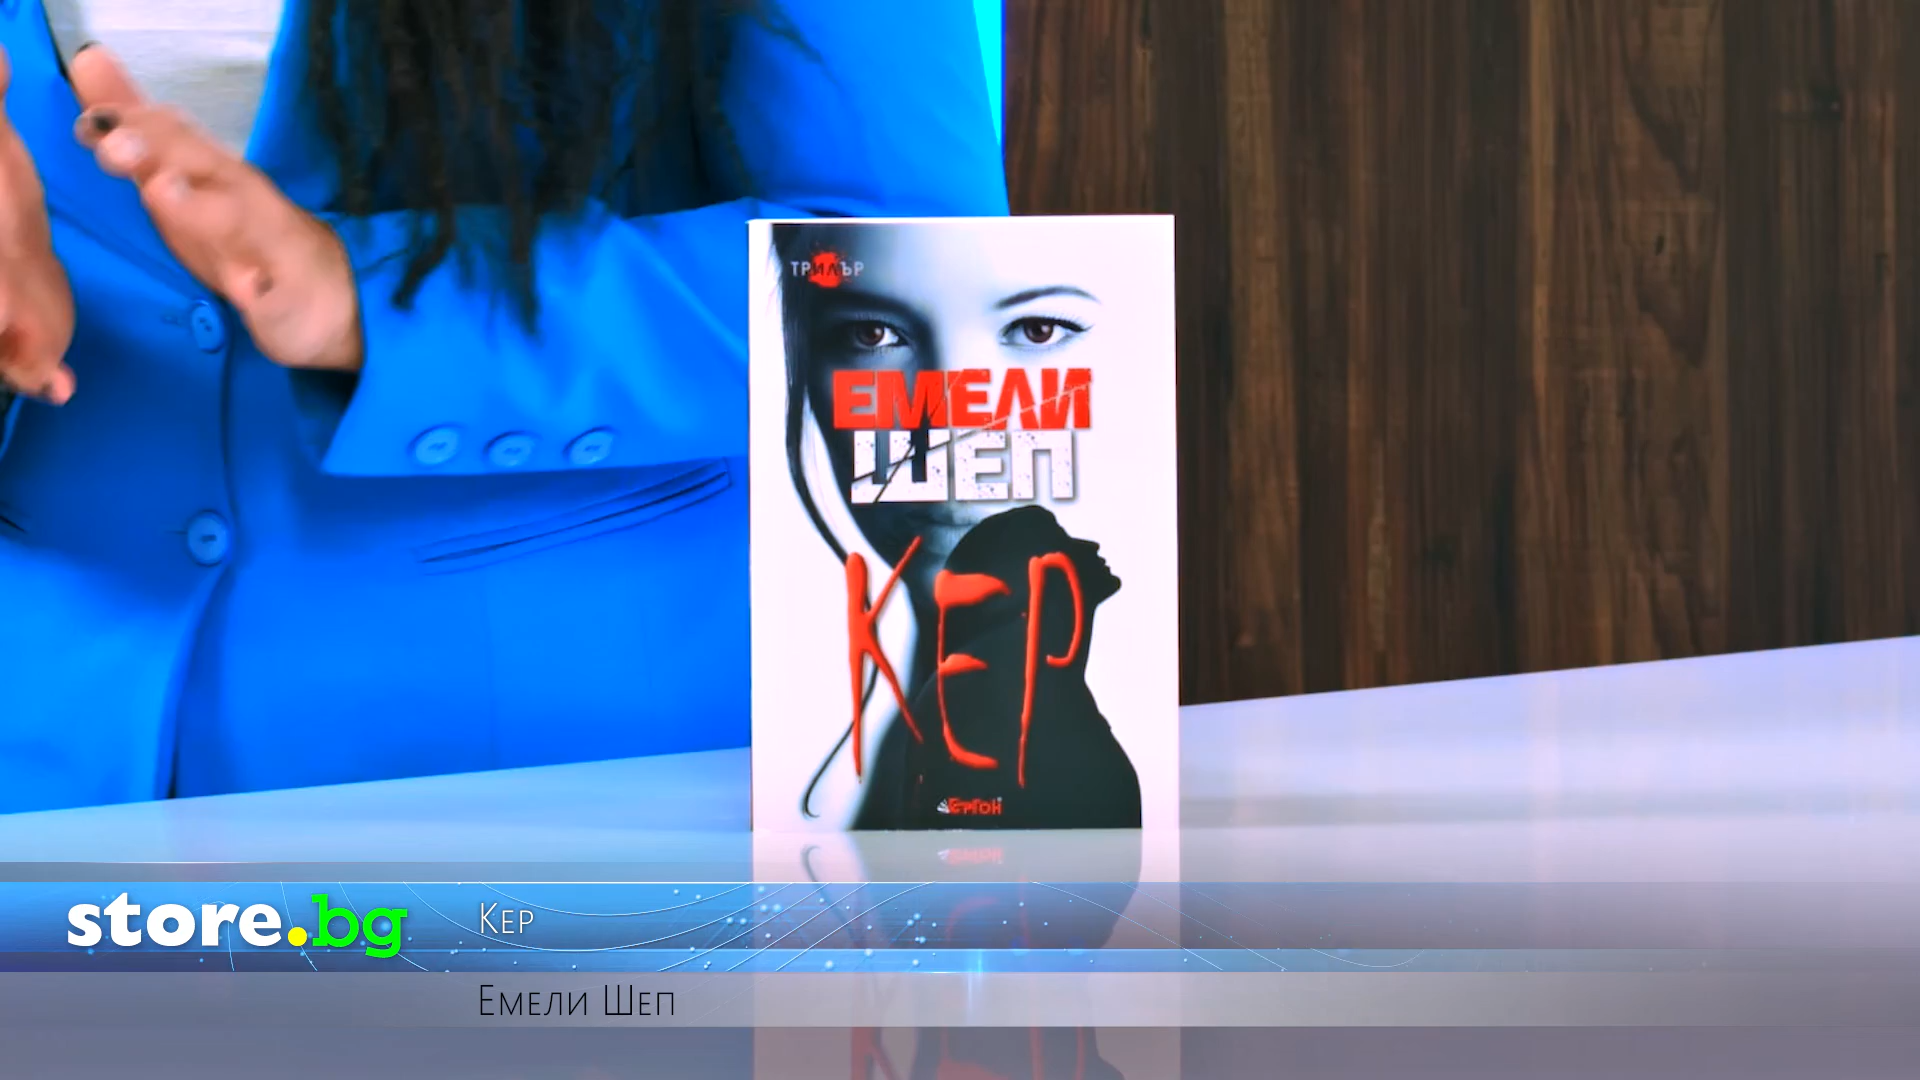 ТРИЛЪР
ЕМЕЛИ
ШЕП
КЕР
ЕРГОН
store.bg
Кер
Емели Шеп